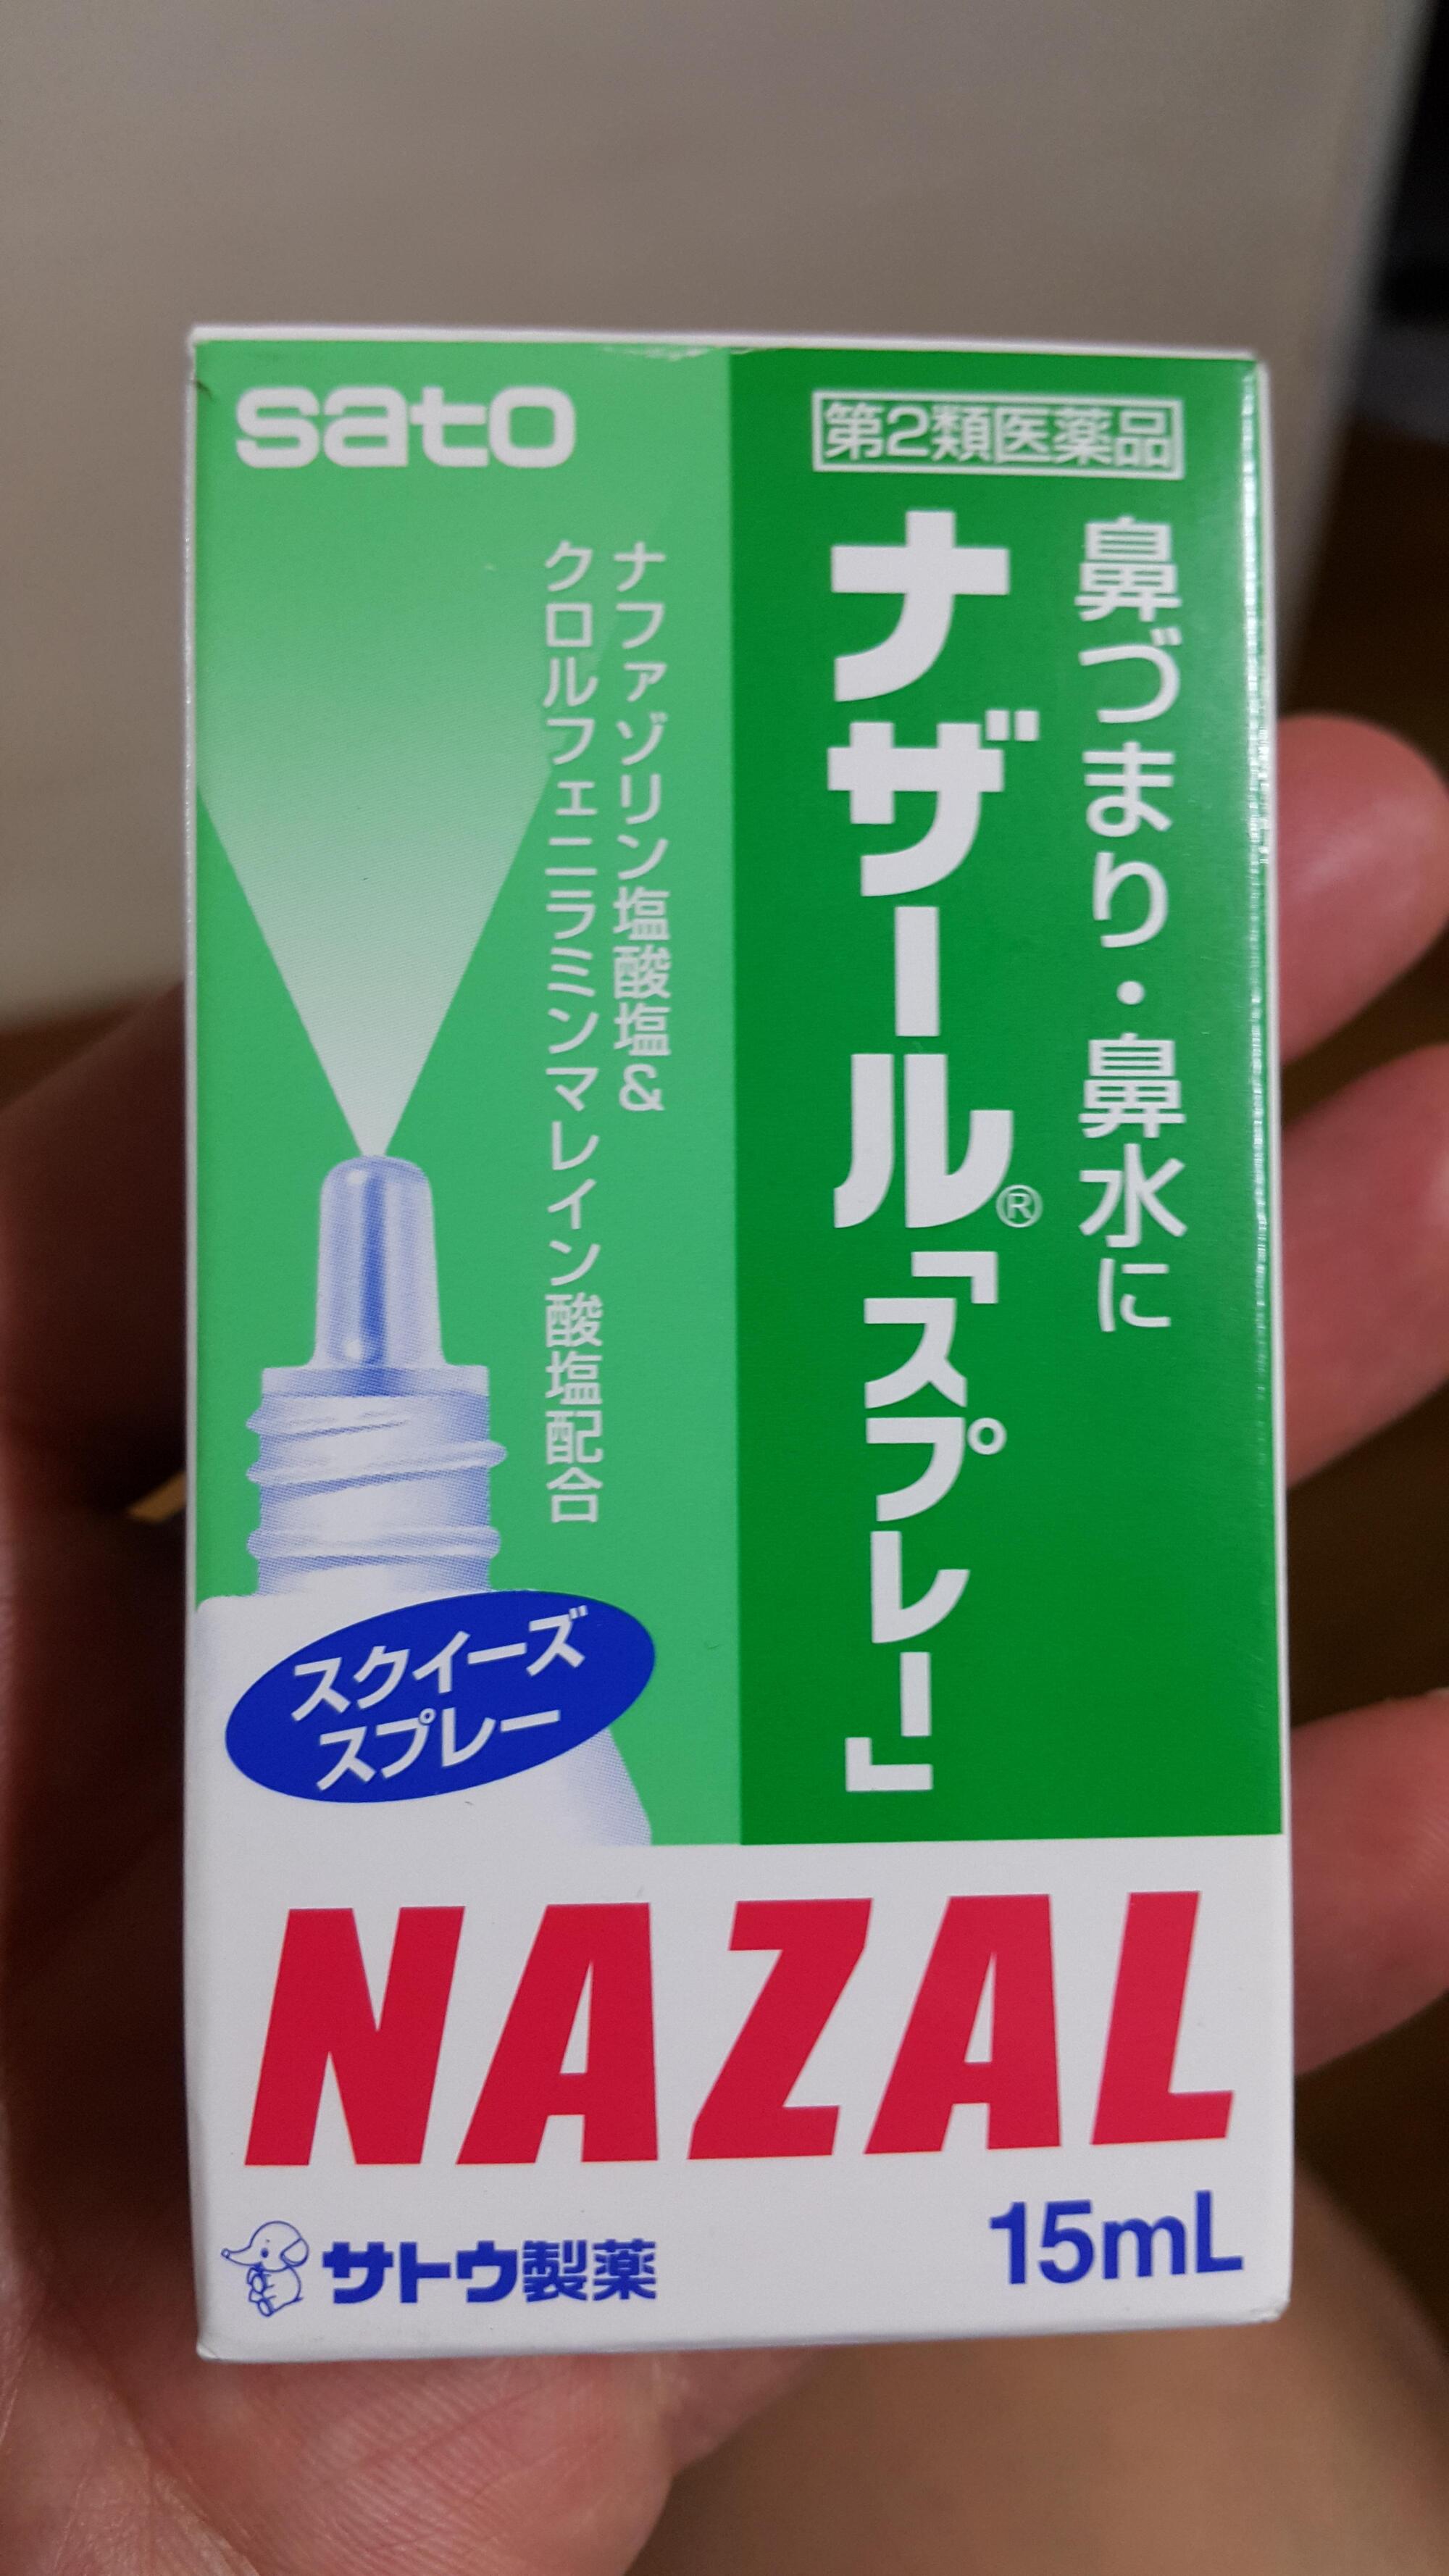 sato
第2類医薬品
鼻づまり・鼻水に
ナザール®「スプレー」
ナファゾリン塩酸塩&
クロルフェニラミンマレイン酸塩配合
スクイーズ
スプレー
NAZAL
サトウ製薬
15mL